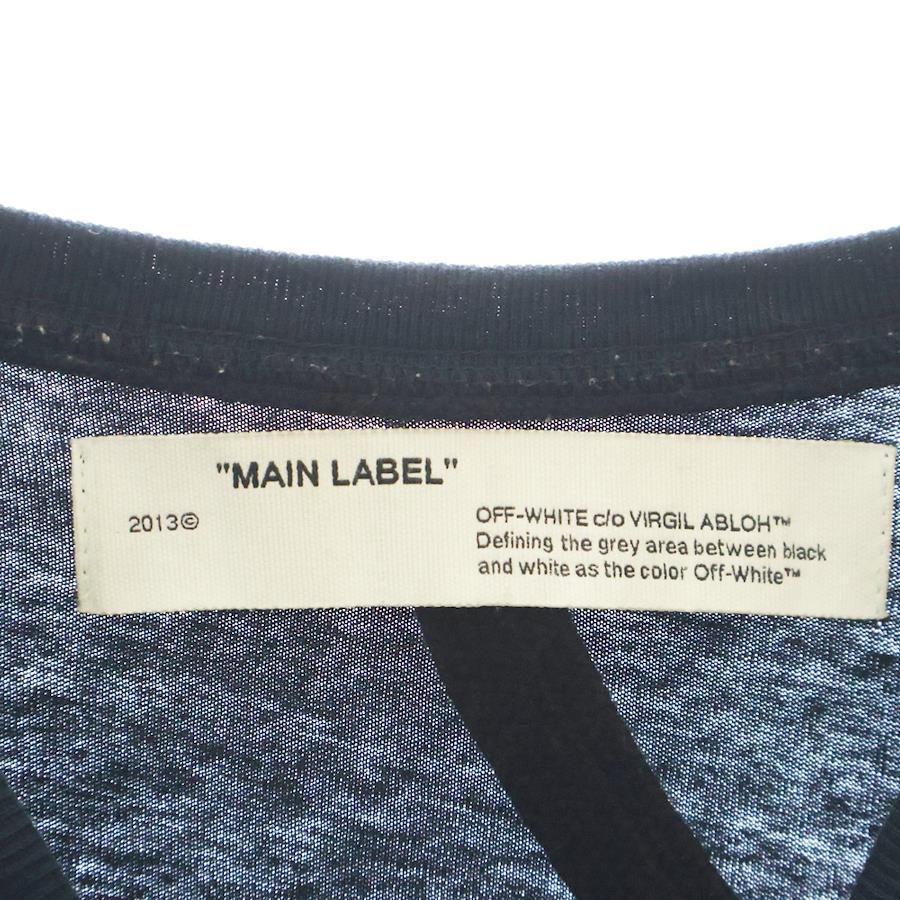 "MAIN LABEL"
2013©
OFF-WHITE c/o VIRGIL ABLOH™
Defining the grey area between black
and white as the color Off-White™